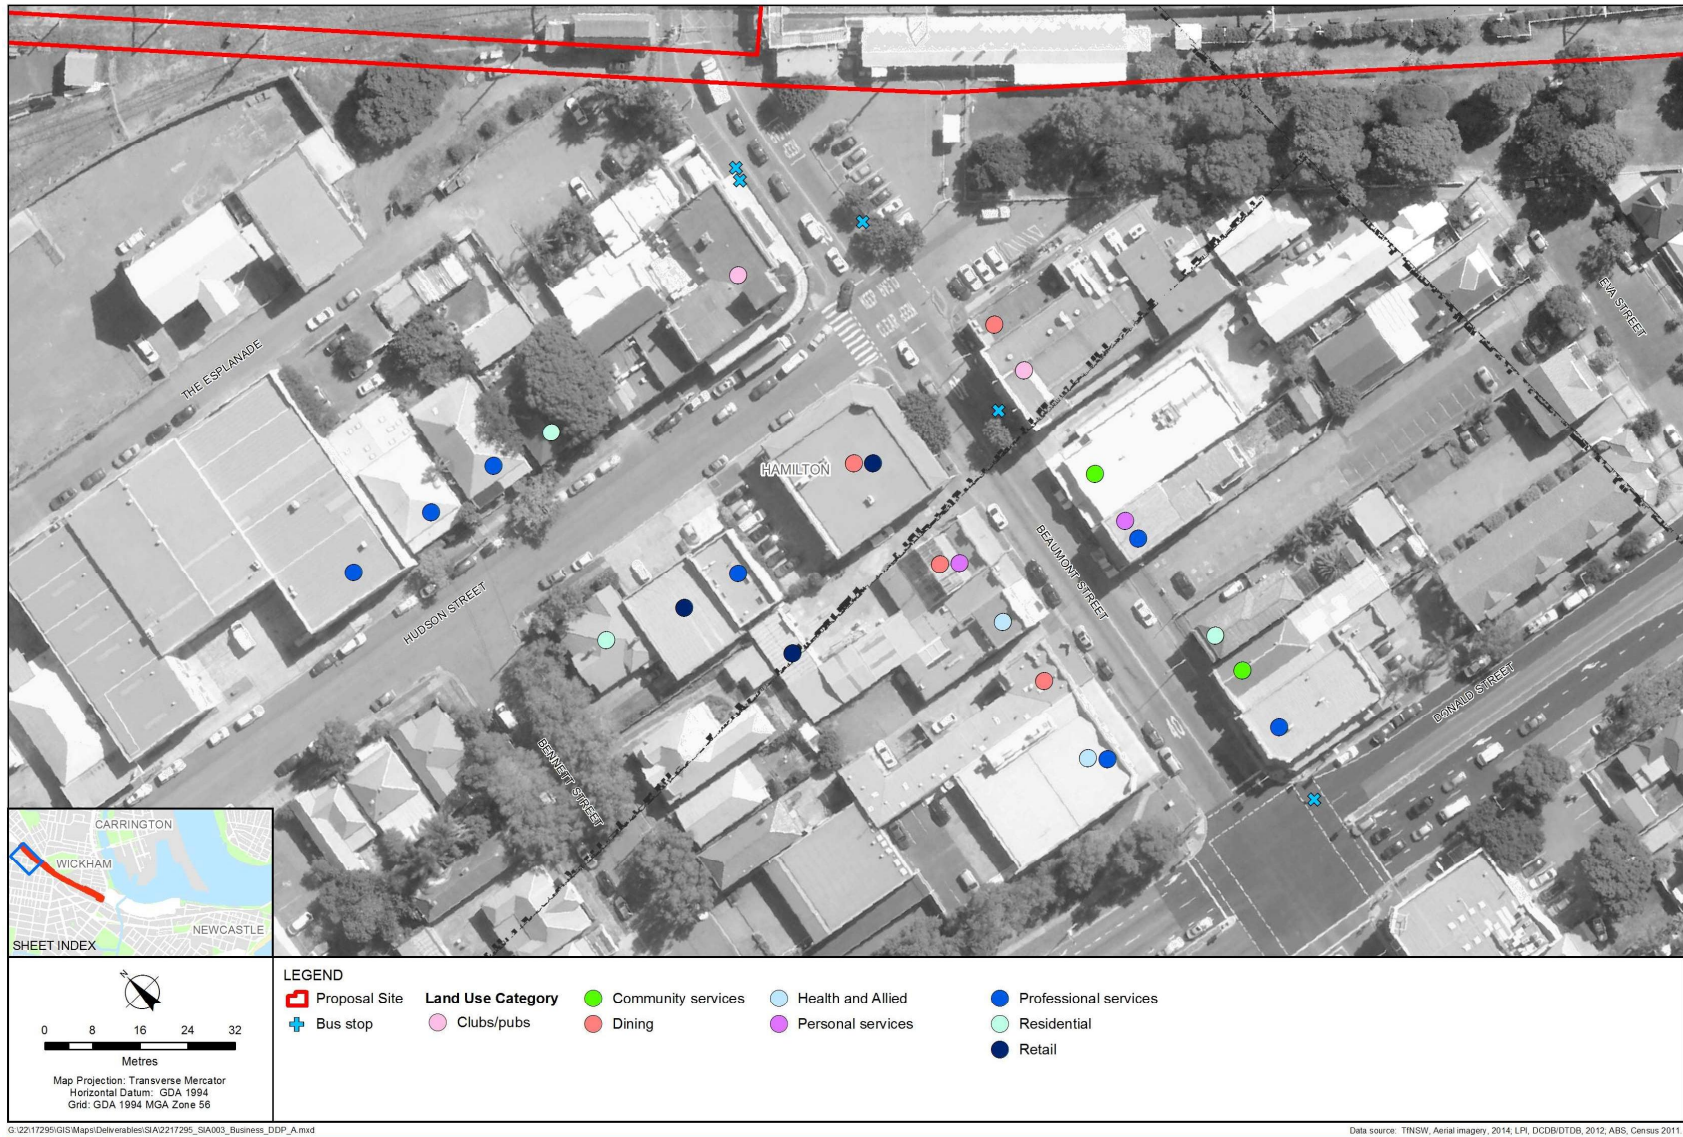 EVA STREET
THE ESPLANADE
HAMILTON
BEAUMONT STREET
HUDSON STREET
DONALD STREET
BENNETT STREET
CARRINGTON
WICKHAM
NEWCASTLE
SHEET INDEX
N
0 8 16 24 32
Metres
Map Projection: Transverse Mercator
Horizontal Datum: GDA 1994
Grid: GDA 1994 MGA Zone 56
LEGEND
Proposal Site
Bus stop
Land Use Category
Clubs/pubs
Community services
Dining
Health and Allied
Personal services
Professional services
Residential
Retail
G:\22\17295\GIS\Maps\Deliverables\SIA\2217295_SIA003_Business_DDP_A.mxd
Data source: TfNSW, Aerial imagery, 2014; LPI, DCDB/DTDB, 2012; ABS, Census 2011.